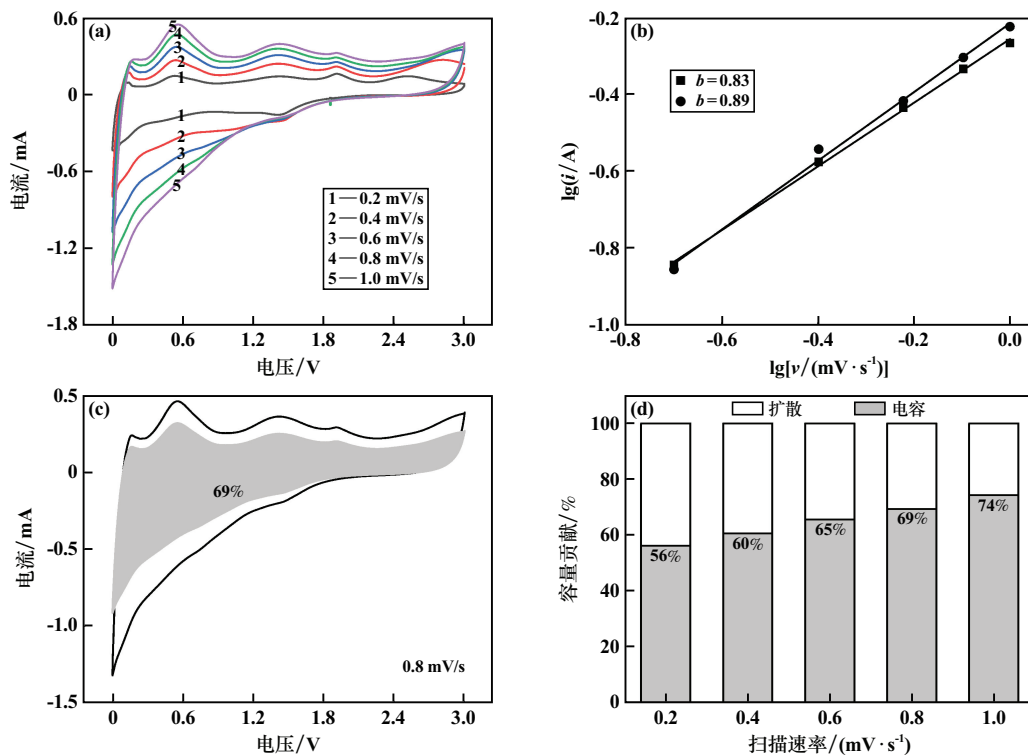 (a)
0.6
0
-0.6
-1.2
-1.8
电流/mA
5
4
3
2
1
1
2
3
4
5
1—0.2 mV/s
2—0.4 mV/s
3—0.6 mV/s
4—0.8 mV/s
5—1.0 mV/s
0 0.6 1.2 1.8 2.4 3.0
电压/V
(b)
-0.2
-0.4
-0.6
-0.8
-1.0
lg(i/A)
b=0.83
b=0.89
-0.8 -0.6 -0.4 -0.2 0.0
lg[v/(mV·s⁻¹)]
(c)
0.5
0
-0.5
-1.0
-1.5
电流/mA
69%
0.8 mV/s
0 0.6 1.2 1.8 2.4 3.0
电压/V
(d)
扩散 电容
100
80
60
40
20
0
容量贡献/%
56% 60% 65% 69% 74%
0.2 0.4 0.6 0.8 1.0
扫描速率/(mV·s⁻¹)